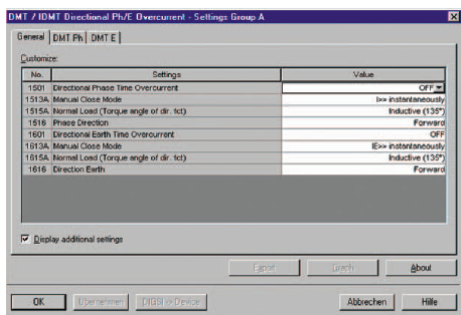 DMT / IDMT Directional Ph/E Overcurrent - Settings Group A
General DMT Ph DMT E
Customize:
No. Settings Value
1501 Directional Phase Time Overcurrent OFF
1513A Manual Close Mode I>> instantaneously
1515A Normal Load (Torque angle of dir. fct) Inductive (135°)
1516 Phase Direction Forward
1601 Directional Earth Time Overcurrent OFF
1613A Manual Close Mode IE>> instantaneously
1615A Normal Load (Torque angle of dir. fct) Inductive (135°)
1616 Direction Earth Forward
Display additional settings
Export Graph About
OK Übernehmen DIGSI -> Device Abbrechen Hilfe